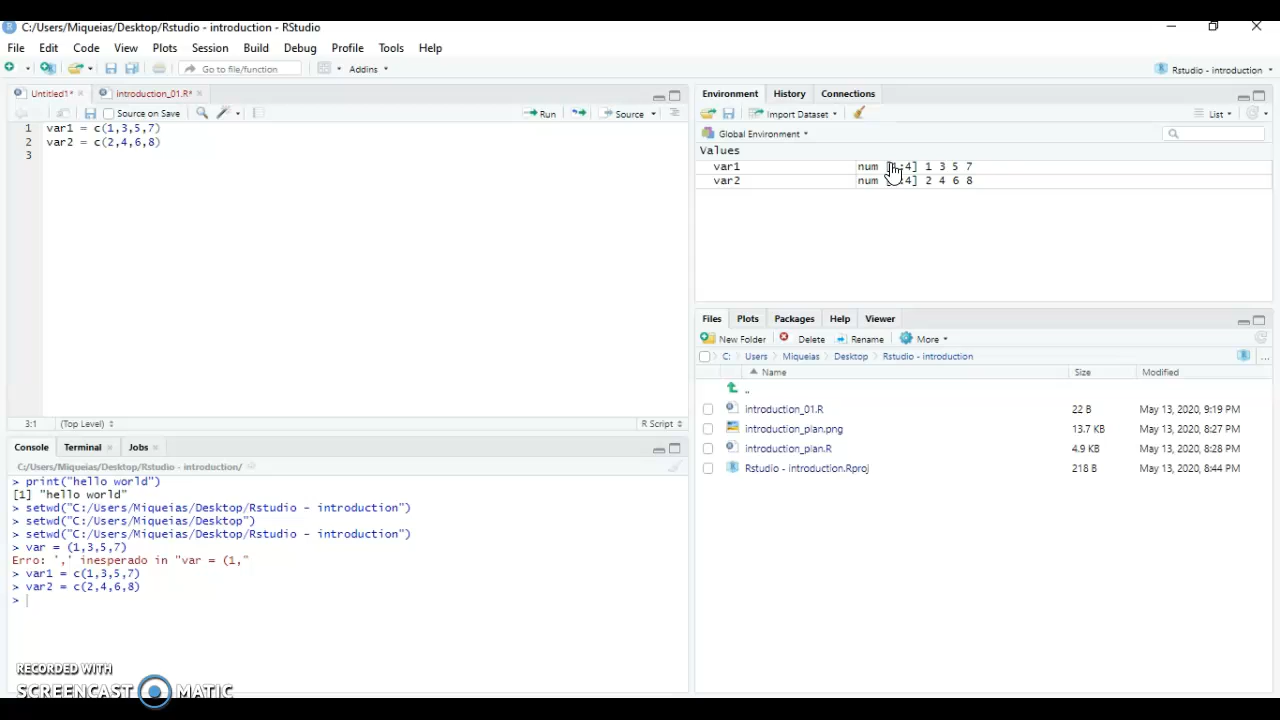 C:/Users/Miqueias/Desktop/Rstudio - introduction - RStudio
File Edit Code View Plots Session Build Debug Profile Tools Help
Go to file/function Addins
Rstudio - introduction
Untitled1* introduction_01.R*
Source on Save Run Source
1 var1 = c(1,3,5,7)
2 var2 = c(2,4,6,8)
3
3:1 (Top Level) R Script
Console Terminal Jobs
C:/Users/Miqueias/Desktop/Rstudio - introduction/
> print("hello world")
[1] "hello world"
> setwd("C:/Users/Miqueias/Desktop/Rstudio - introduction")
> setwd("C:/Users/Miqueias/Desktop")
> setwd("C:/Users/Miqueias/Desktop/Rstudio - introduction")
> var = (1,3,5,7)
Erro: ',' inesperado in "var = (1,"
> var1 = c(1,3,5,7)
> var2 = c(2,4,6,8)
>
RECORDED WITH
SCREENCAST MATIC
Environment History Connections
Import Dataset List
Global Environment
Values
var1 num :4] 1 3 5 7
var2 num :4] 2 4 6 8
Files Plots Packages Help Viewer
New Folder Delete Rename More
C: Users Miqueias Desktop Rstudio - introduction ...
Name Size Modified
..
introduction_01.R 22 B May 13, 2020, 9:19 PM
introduction_plan.png 13.7 KB May 13, 2020, 8:27 PM
introduction_plan.R 4.9 KB May 13, 2020, 8:28 PM
Rstudio - introduction.Rproj 218 B May 13, 2020, 8:44 PM